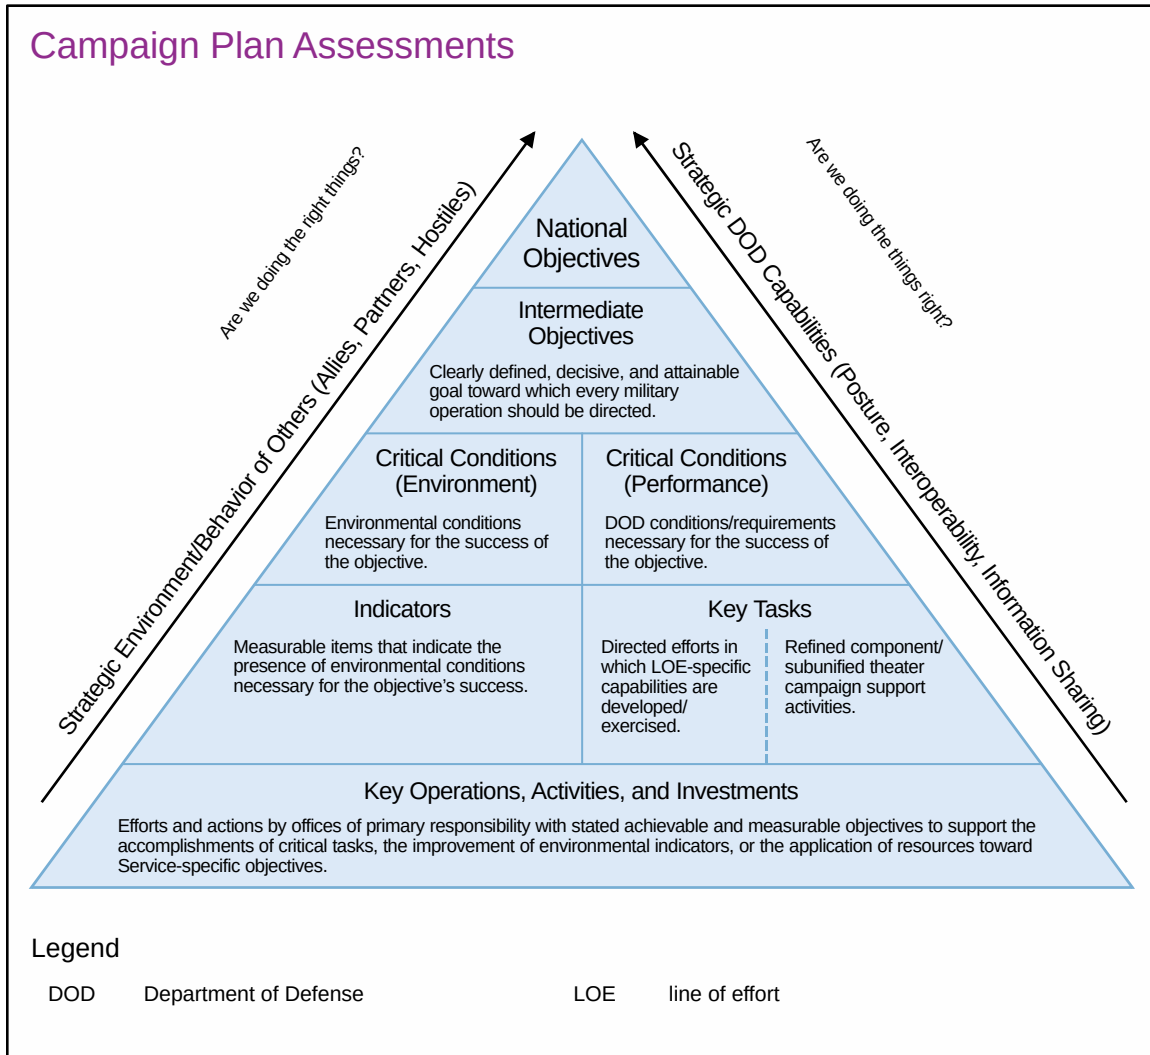 Campaign Plan Assessments
Are we doing the right things?
Strategic Environment/Behavior of Others (Allies, Partners, Hostiles)
Strategic DOD Capabilities (Posture, Interoperability, Information Sharing)
Are we doing the things right?
National
Objectives
Intermediate
Objectives
Clearly defined, decisive, and attainable
goal toward which every military
operation should be directed.
Critical Conditions
(Environment)
Environmental conditions
necessary for the success of
the objective.
Critical Conditions
(Performance)
DOD conditions/requirements
necessary for the success of
the objective.
Indicators
Measurable items that indicate the
presence of environmental conditions
necessary for the objective’s success.
Key Tasks
Directed efforts in
which LOE-specific
capabilities are
developed/
exercised.
Refined component/
subunified theater
campaign support
activities.
Key Operations, Activities, and Investments
Efforts and actions by offices of primary responsibility with stated achievable and measurable objectives to support the
accomplishments of critical tasks, the improvement of environmental indicators, or the application of resources toward
Service-specific objectives.
Legend
DOD Department of Defense
LOE line of effort